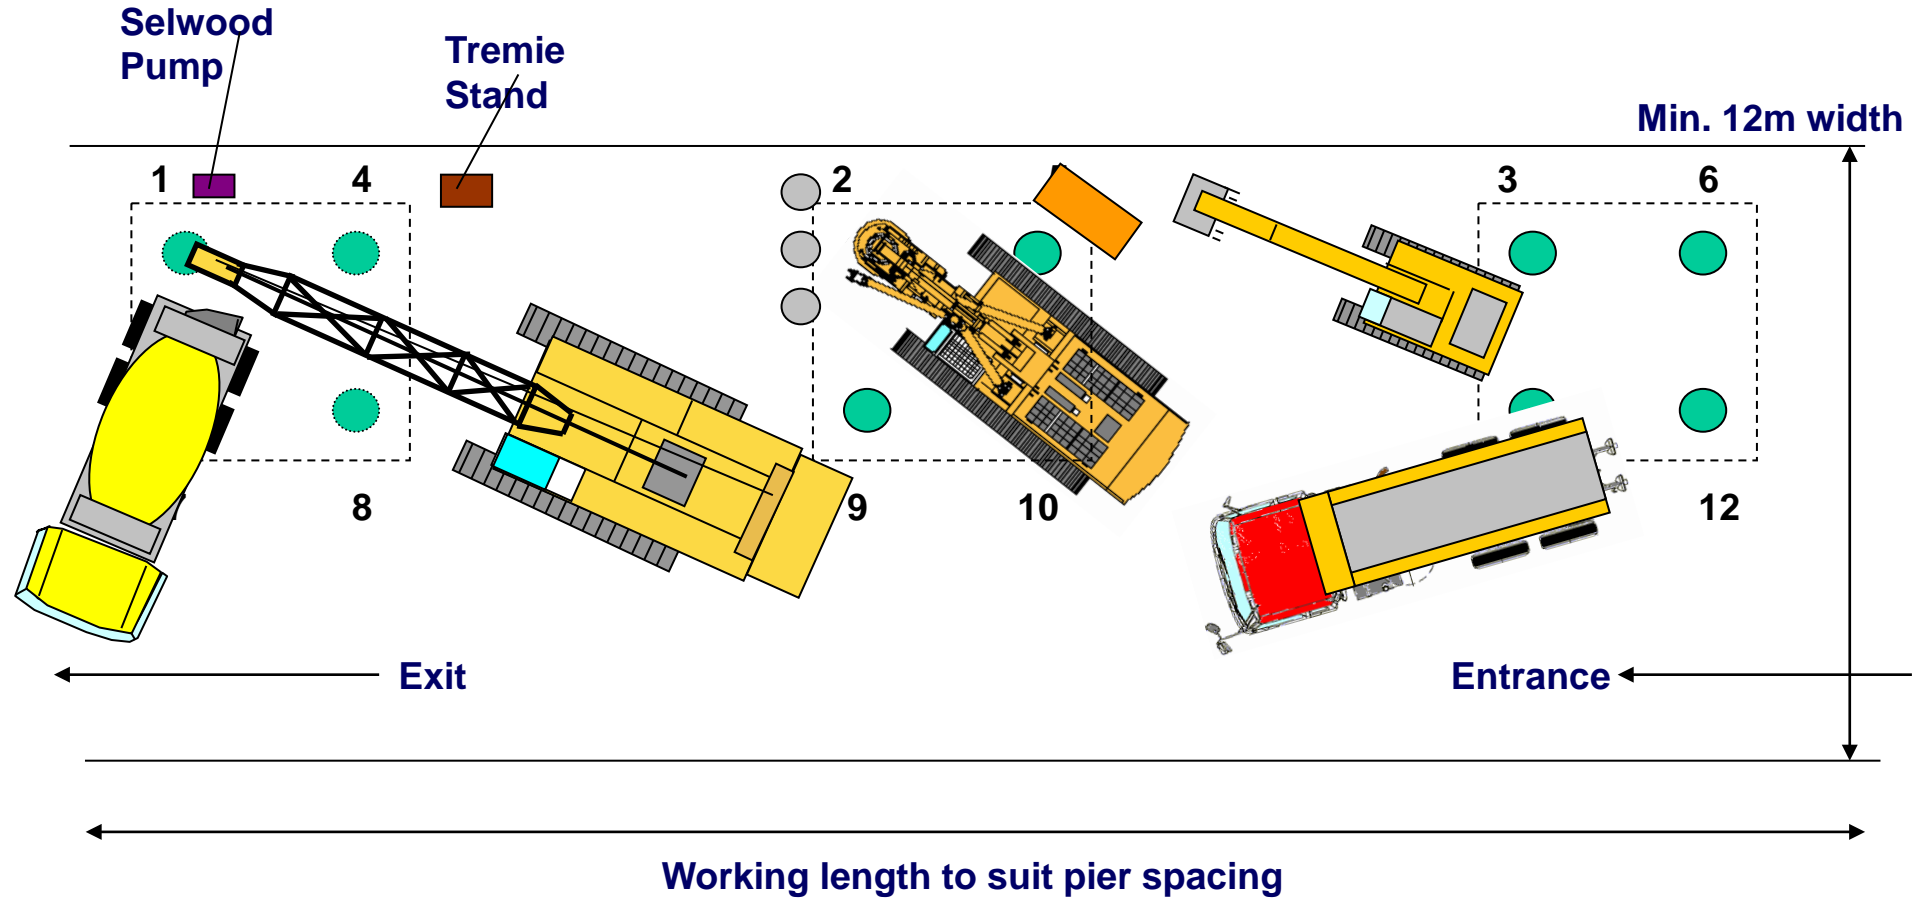 Selwood
Pump
Tremie
Stand
Min. 12m width
1
4
2
3
6
8
9
10
12
Exit
Entrance
Working length to suit pier spacing